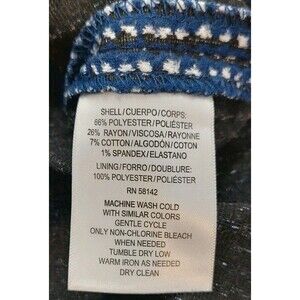 SHELL/CUERPO/CORPS:
66% POLYESTER/POLIÉSTER
26% RAYON/VISCOSA/RAYONNE
7% COTTON/ALGODÓN/COTON
1% SPANDEX/ELASTANO
LINING/FORRO/DOUBLURE:
100% POLYESTER/POLIÉSTER
RN 58142
MACHINE WASH COLD
WITH SIMILAR COLORS
GENTLE CYCLE
ONLY NON-CHLORINE BLEACH
WHEN NEEDED
TUMBLE DRY LOW
WARM IRON AS NEEDED
DRY CLEAN